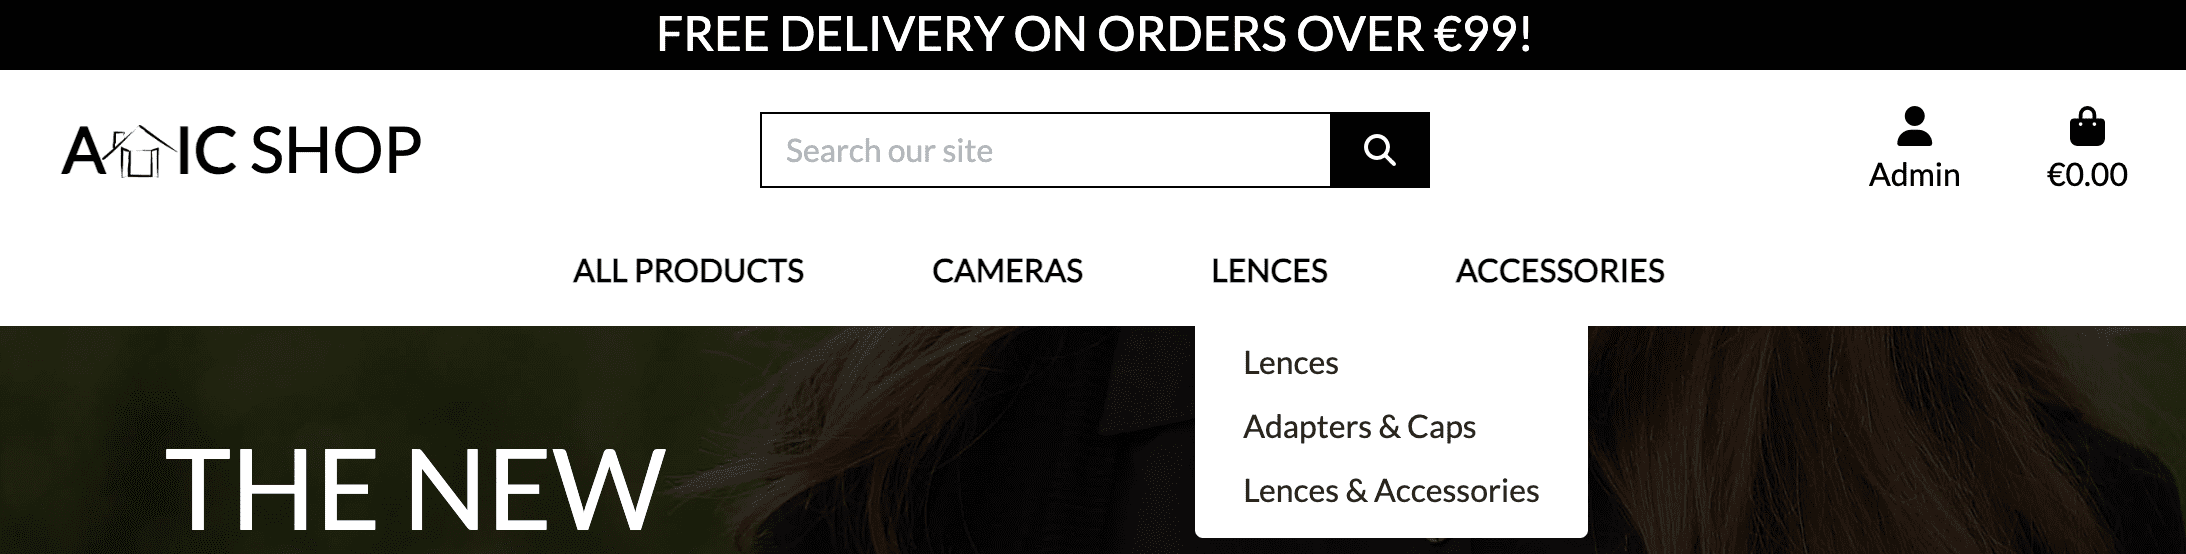 FREE DELIVERY ON ORDERS OVER €99!
A IC SHOP
Search our site
Admin
€0.00
ALL PRODUCTS
CAMERAS
LENCES
ACCESSORIES
Lences
Adapters & Caps
Lences & Accessories
THE NEW